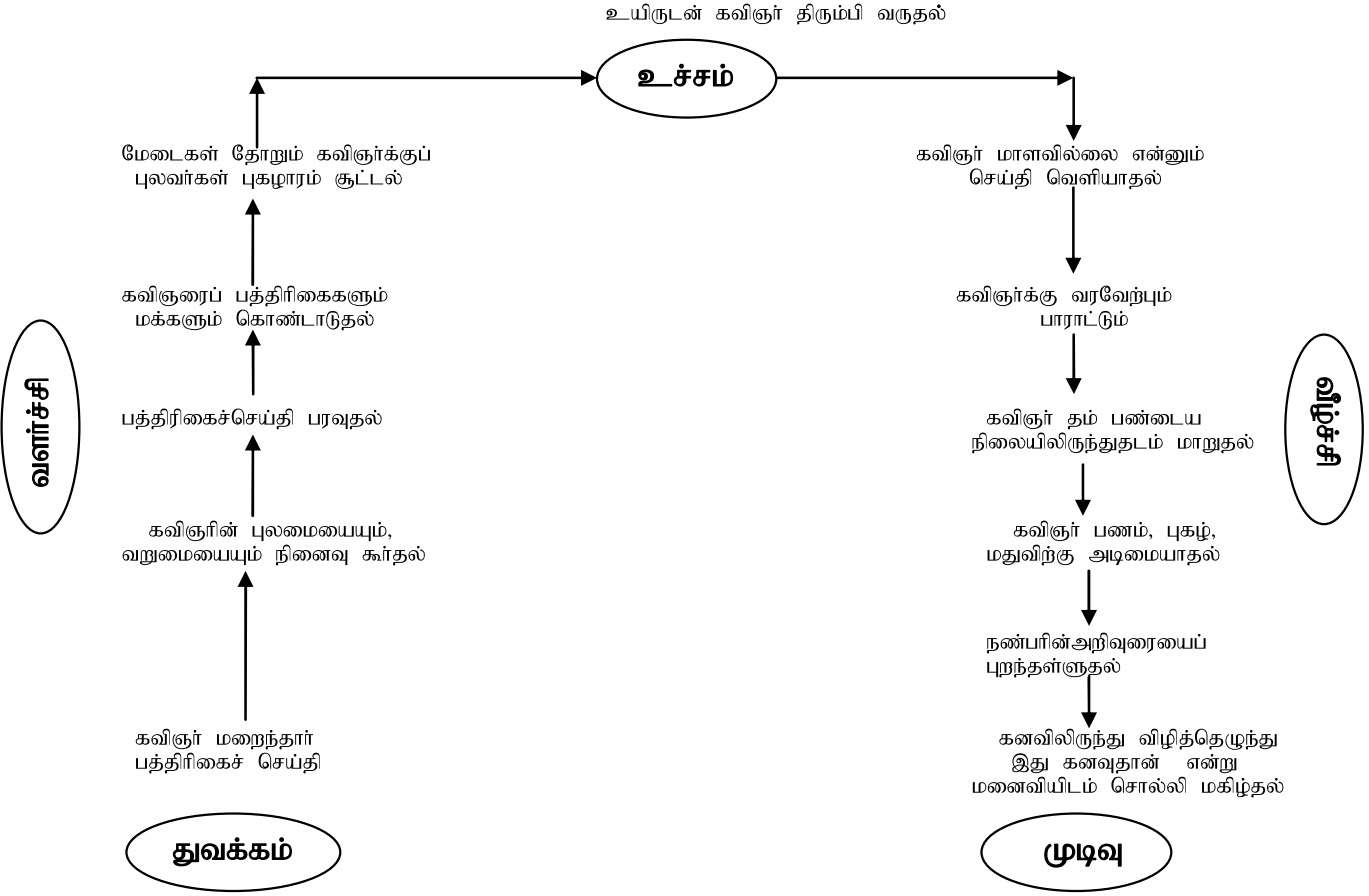 உயிருடன் கவிஞர் திரும்பி வருதல்
உச்சம்
மேடைகள் தோறும் கவிஞர்க்குப்
புலவர்கள் புகழாரம் சூட்டல்
கவிஞரைப் பத்திரிகைகளும்
மக்களும் கொண்டாடுதல்
வளர்ச்சி
பத்திரிகைச்செய்தி பரவுதல்
கவிஞரின் புலமையையும்,
வறுமையையும் நினைவு கூர்தல்
கவிஞர் மறைந்தார்
பத்திரிகைச் செய்தி
துவக்கம்
கவிஞர் மாளவில்லை என்னும்
செய்தி வெளியாதல்
கவிஞர்க்கு வரவேற்பும்
பாராட்டும்
வீழ்ச்சி
கவிஞர் தம் பண்டைய
நிலையிலிருந்துதடம் மாறுதல்
கவிஞர் பணம், புகழ்,
மதுவிற்கு அடிமையாதல்
நண்பரின்அறிவுரையைப்
புறந்தள்ளுதல்
கனவிலிருந்து விழித்தெழுந்து
இது கனவுதான் என்று
மனைவியிடம் சொல்லி மகிழ்தல்
முடிவு